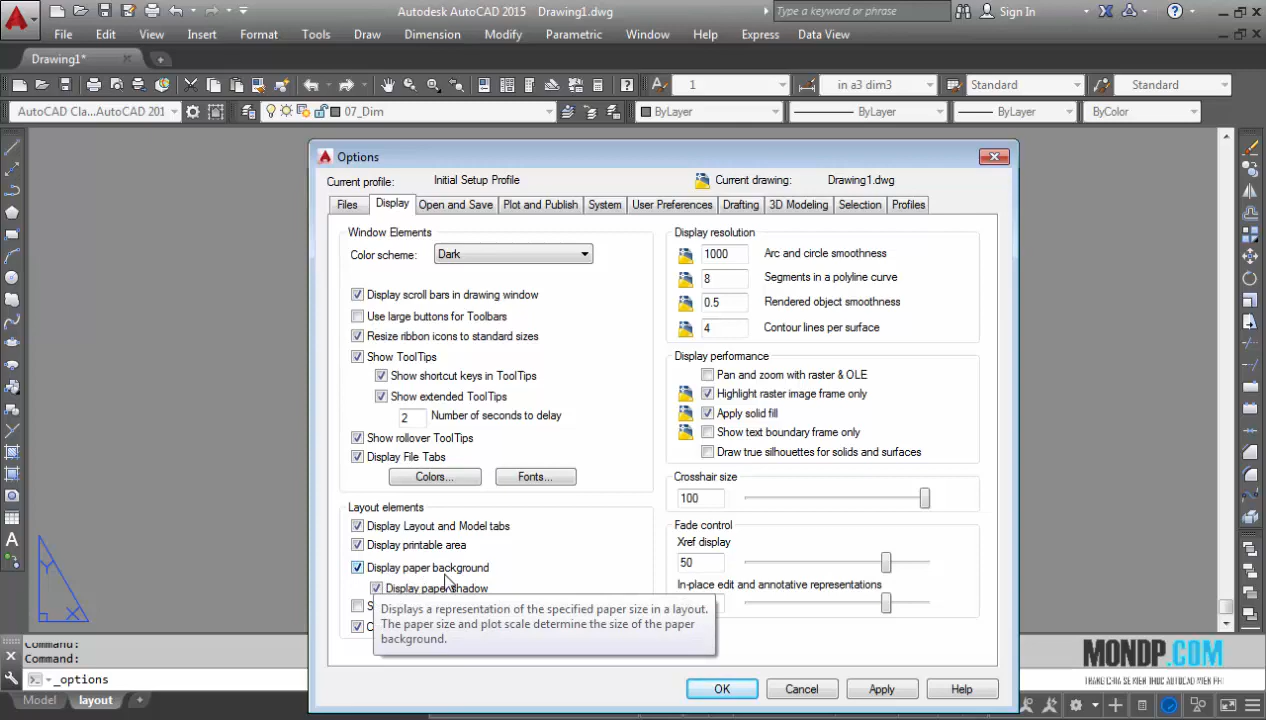 Autodesk AutoCAD 2015 Drawing1.dwg
Type a keyword or phrase
Sign In
File Edit View Insert Format Tools Draw Dimension Modify Parametric Window Help Express Data View
Drawing1*
1
in a3 dim3
Standard
Standard
AutoCAD Cla...AutoCAD 201
07_Dim
ByLayer
ByLayer
ByLayer
ByColor
Options
Current profile: Initial Setup Profile
Current drawing: Drawing1.dwg
Files Display Open and Save Plot and Publish System User Preferences Drafting 3D Modeling Selection Profiles
Window Elements
Color scheme: Dark
Display scroll bars in drawing window
Use large buttons for Toolbars
Resize ribbon icons to standard sizes
Show ToolTips
Show shortcut keys in ToolTips
Show extended ToolTips
2 Number of seconds to delay
Show rollover ToolTips
Display File Tabs
Colors... Fonts...
Layout elements
Display Layout and Model tabs
Display printable area
Display paper background
Display paper shadow
Displays a representation of the specified paper size in a layout.
The paper size and plot scale determine the size of the paper
background.
Display resolution
1000 Arc and circle smoothness
8 Segments in a polyline curve
0.5 Rendered object smoothness
4 Contour lines per surface
Display performance
Pan and zoom with raster & OLE
Highlight raster image frame only
Apply solid fill
Show text boundary frame only
Draw true silhouettes for solids and surfaces
Crosshair size
100
Fade control
Xref display
50
In-place edit and annotative representations
OK Cancel Apply Help
Y
X
Command:
Command:
_options
Model layout
MONDP.COM